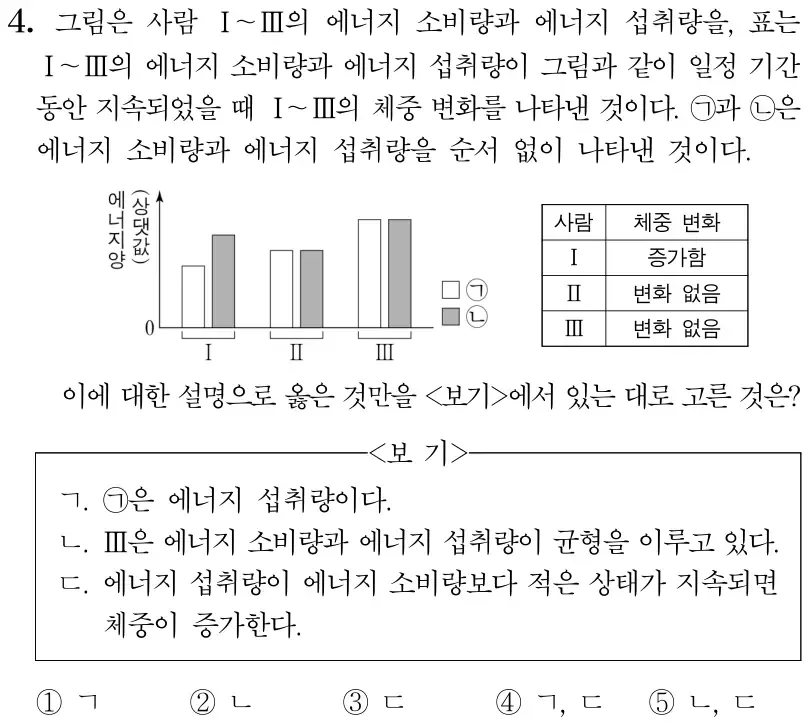 4. 그림은 사람 Ⅰ~Ⅲ의 에너지 소비량과 에너지 섭취량을, 표는
Ⅰ~Ⅲ의 에너지 소비량과 에너지 섭취량이 그림과 같이 일정 기간
동안 지속되었을 때 Ⅰ~Ⅲ의 체중 변화를 나타낸 것이다. ㉠과 ㉡은
에너지 소비량과 에너지 섭취량을 순서 없이 나타낸 것이다.
에너지양 (상댓값)
0
Ⅰ Ⅱ Ⅲ
㉠
㉡
사람 체중 변화
Ⅰ 증가함
Ⅱ 변화 없음
Ⅲ 변화 없음
이에 대한 설명으로 옳은 것만을 <보기>에서 있는 대로 고른 것은?
<보 기>
ㄱ. ㉠은 에너지 섭취량이다.
ㄴ. Ⅲ은 에너지 소비량과 에너지 섭취량이 균형을 이루고 있다.
ㄷ. 에너지 섭취량이 에너지 소비량보다 적은 상태가 지속되면
체중이 증가한다.
① ㄱ ② ㄴ ③ ㄷ ④ ㄱ, ㄷ ⑤ ㄴ, ㄷ